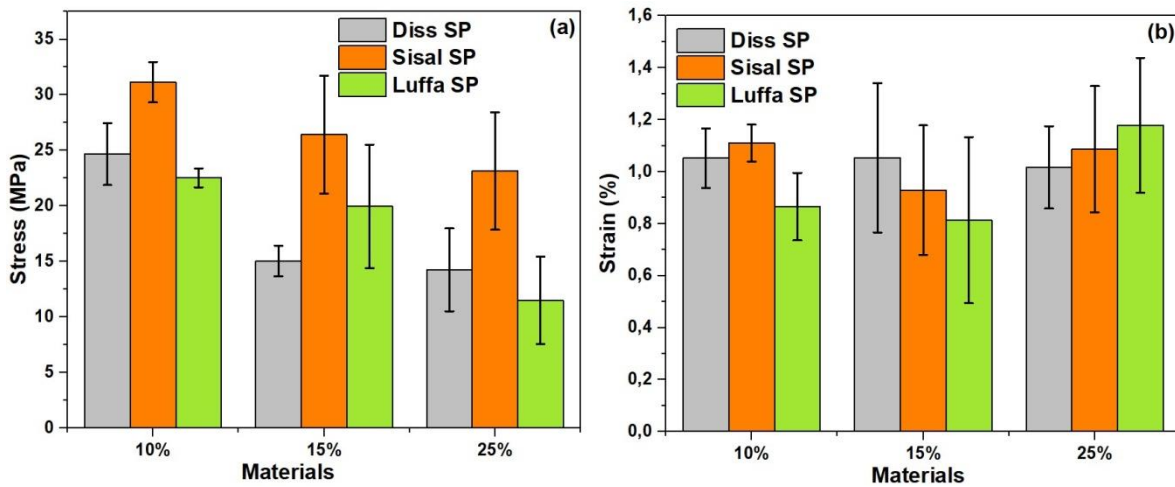 (a)
Diss SP
Sisal SP
Luffa SP
Stress (MPa)
35
30
25
20
15
10
5
0
10%
15%
25%
Materials
(b)
Diss SP
Sisal SP
Luffa SP
Strain (%)
1,6
1,4
1,2
1,0
0,8
0,6
0,4
0,2
0,0
10%
15%
25%
Materials